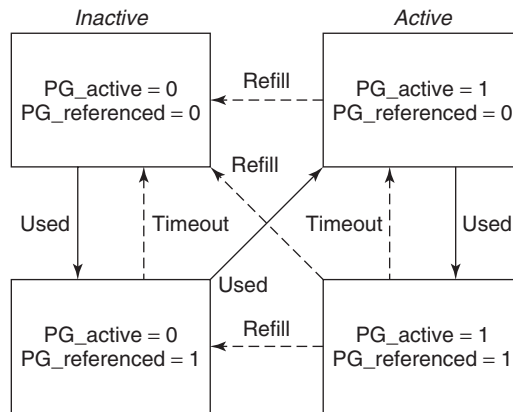 Inactive
Active
PG_active = 0
PG_referenced = 0
Refill
PG_active = 1
PG_referenced = 0
Refill
Used
Timeout
Timeout
Used
Used
PG_active = 0
PG_referenced = 1
Refill
PG_active = 1
PG_referenced = 1